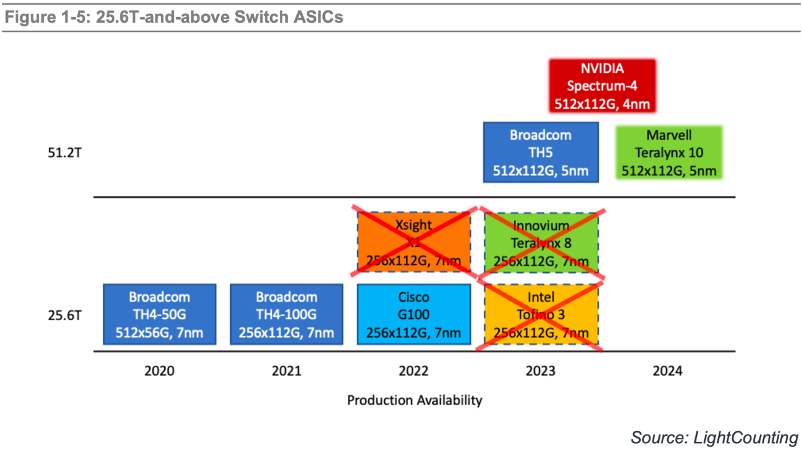 Figure 1-5: 25.6T-and-above Switch ASICs
NVIDIA
Spectrum-4
512x112G, 4nm
51.2T
Broadcom
TH5
512x112G, 5nm
Marvell
Teralynx 10
512x112G, 5nm
Xsight
X1
256x112G, 7nm
Innovium
Teralynx 8
256x112G, 7nm
25.6T
Broadcom
TH4-50G
512x56G, 7nm
Broadcom
TH4-100G
256x112G, 7nm
Cisco
G100
256x112G, 7nm
Intel
Tofino 3
256x112G, 7nm
2020
2021
2022
2023
2024
Production Availability
Source: LightCounting